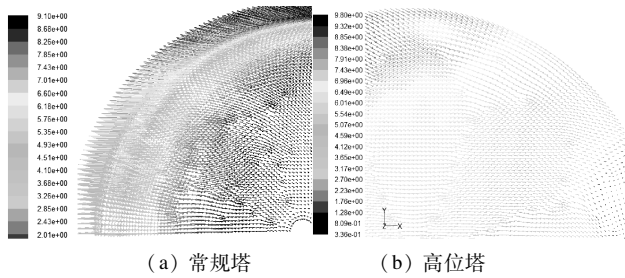 9.10e+00
8.68e+00
8.26e+00
7.85e+00
7.43e+00
7.01e+00
6.60e+00
6.18e+00
5.76e+00
5.35e+00
4.93e+00
4.51e+00
4.10e+00
3.68e+00
3.26e+00
2.85e+00
2.43e+00
2.01e+00
9.80e+00
9.32e+00
8.85e+00
8.38e+00
7.91e+00
7.43e+00
6.96e+00
6.49e+00
6.01e+00
5.54e+00
5.07e+00
4.59e+00
4.12e+00
3.65e+00
3.17e+00
2.70e+00
2.23e+00
1.76e+00
1.28e+00
8.09e-01
3.36e-01
Y
Z X
（a）常规塔
（b）高位塔